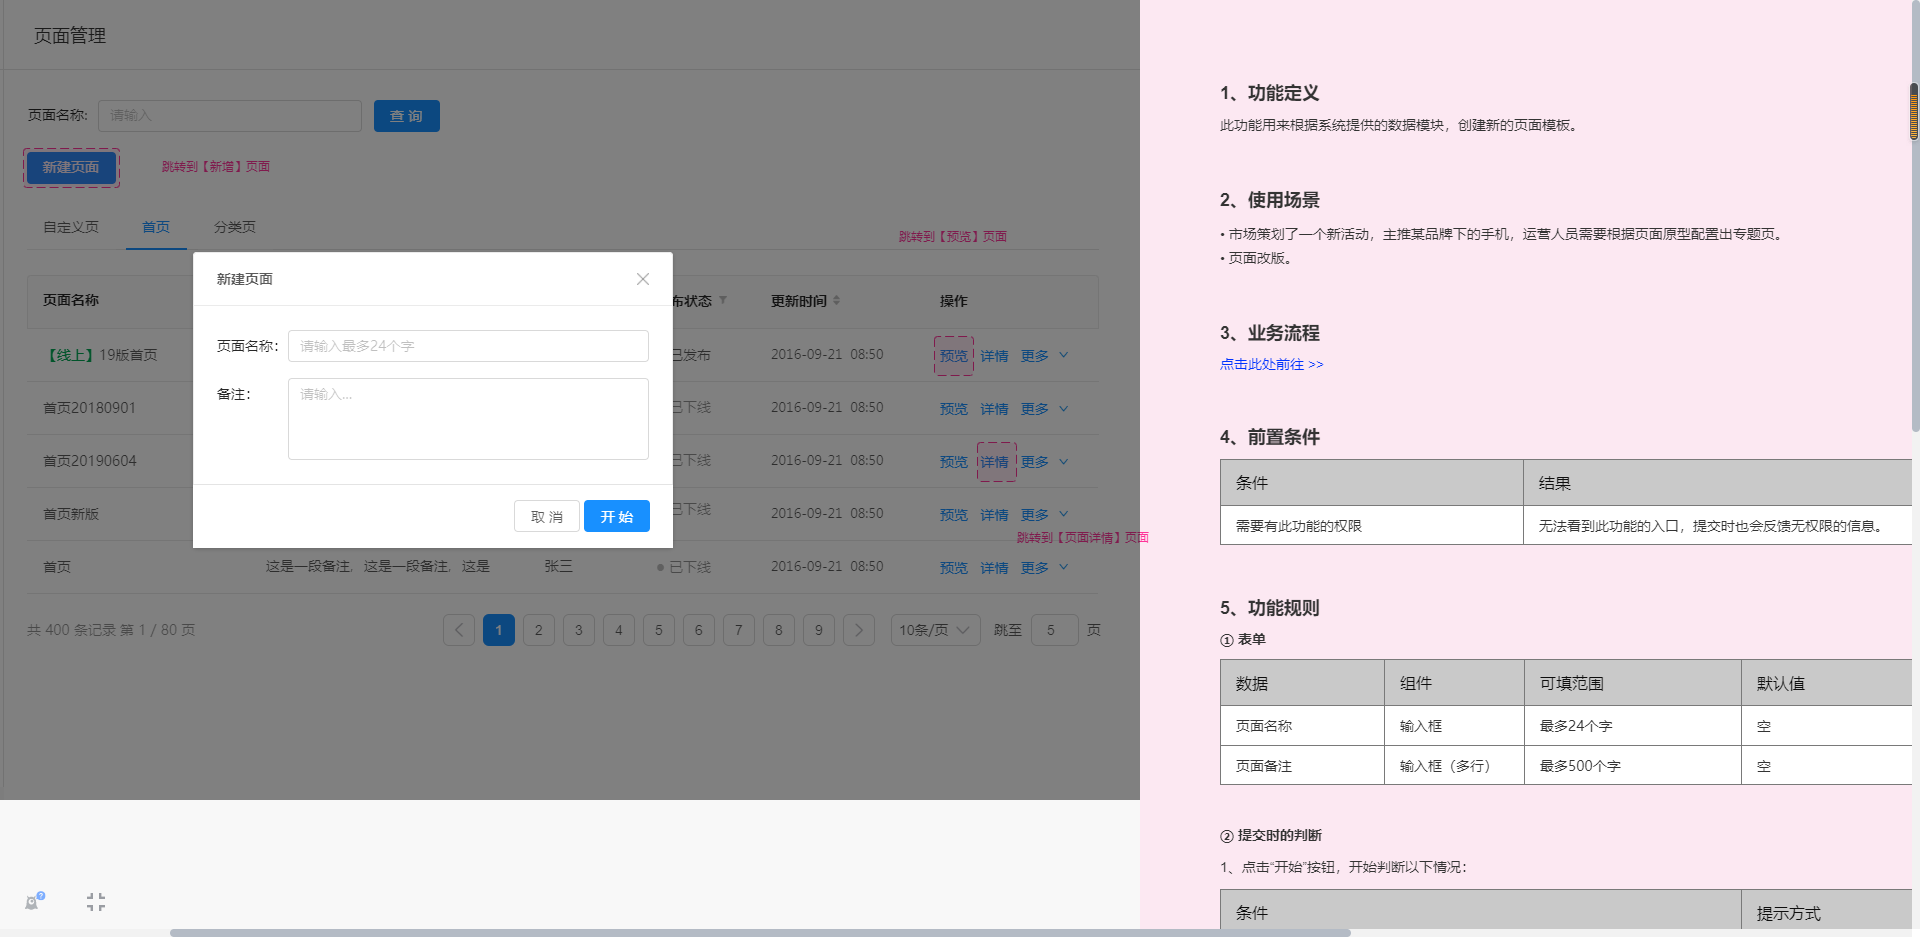 页面管理
页面名称: 请输入 查 询
新建页面 跳转到【新增】页面
自定义页 首页 分类页
跳转到【预览】页面
页面名称 布状态 更新时间 操作
【线上】19版首页 已发布 2016-09-21 08:50 预览 详情 更多
首页20180901 已下线 2016-09-21 08:50 预览 详情 更多
首页20190604 已下线 2016-09-21 08:50 预览 详情 更多
首页新版 已下线 2016-09-21 08:50 预览 详情 更多
跳转到【页面详情】页面
首页 这是一段备注，这是一段备注，这是 张三 已下线 2016-09-21 08:50 预览 详情 更多
共 400 条记录 第 1 / 80 页 1 2 3 4 5 6 7 8 9 10条/页 跳至 5 页
新建页面
页面名称： 请输入最多24个字
备注： 请输入...
取 消 开 始
1、功能定义
此功能用来根据系统提供的数据模块，创建新的页面模板。
2、使用场景
• 市场策划了一个新活动，主推某品牌下的手机，运营人员需要根据页面原型配置出专题页。
• 页面改版。
3、业务流程
点击此处前往 >>
4、前置条件
条件 结果
需要有此功能的权限 无法看到此功能的入口，提交时也会反馈无权限的信息。
5、功能规则
① 表单
数据 组件 可填范围 默认值
页面名称 输入框 最多24个字 空
页面备注 输入框（多行） 最多500个字 空
② 提交时的判断
1、点击“开始”按钮，开始判断以下情况：
条件 提示方式